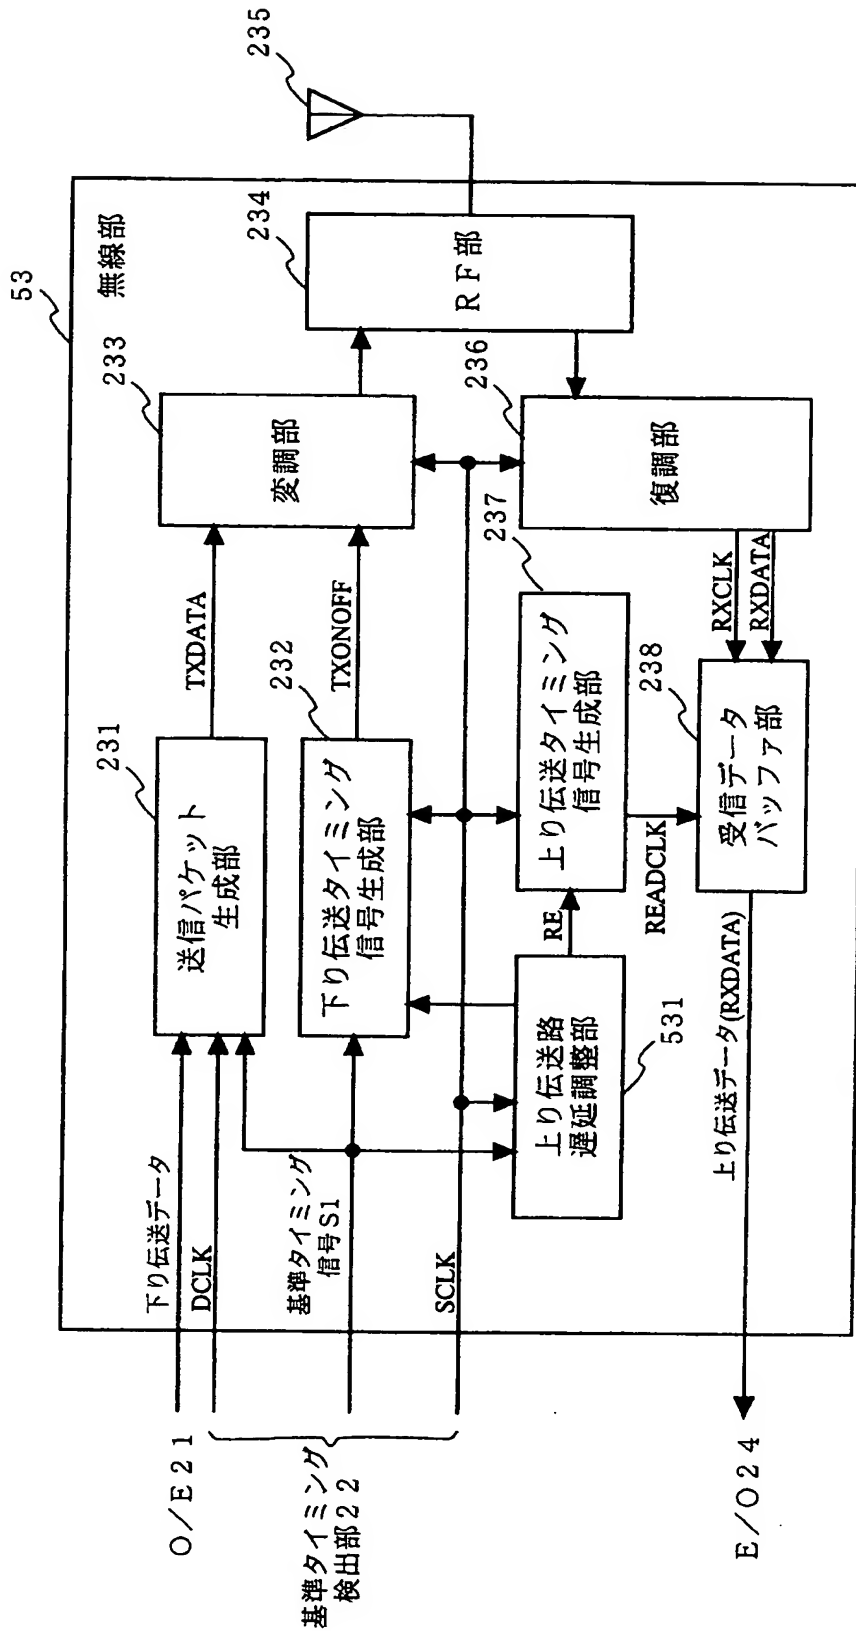 53
無線部
O/E21
下り伝送データ
DCLK
基準タイミング
検出部22
基準タイミング
信号S1
SCLK
231
送信パケット
生成部
TXDATA
233
変調部
234
RF部
235
232
下り伝送タイミング
信号生成部
TXONOFF
531
上り伝送路
遅延調整部
RE
237
上り伝送タイミング
信号生成部
236
復調部
READCLK
RXCLK
RXDATA
238
受信データ
バッファ部
上り伝送データ(RXDATA)
E/O24